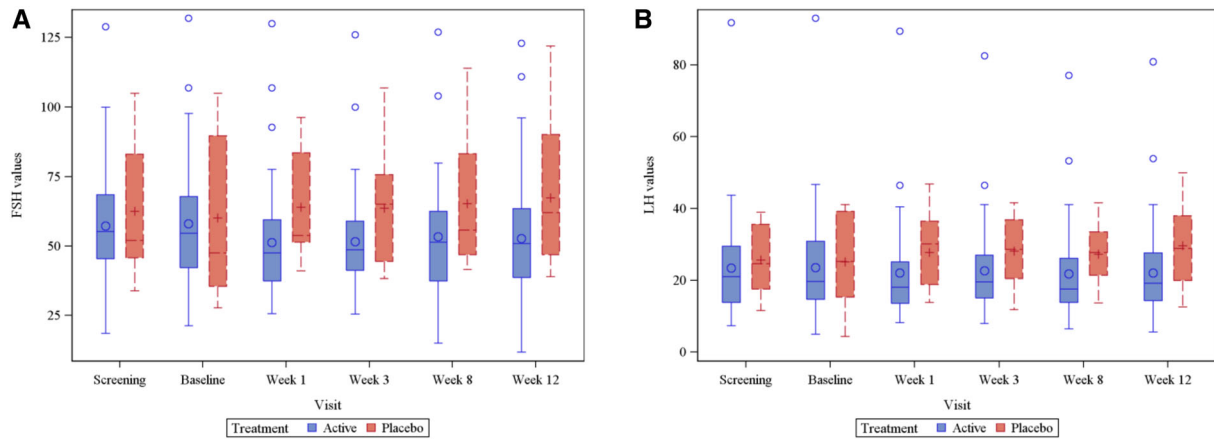 A
FSH values
125
100
75
50
25
Screening Baseline Week 1 Week 3 Week 8 Week 12
Visit
Treatment Active Placebo
B
LH values
80
60
40
20
0
Screening Baseline Week 1 Week 3 Week 8 Week 12
Visit
Treatment Active Placebo